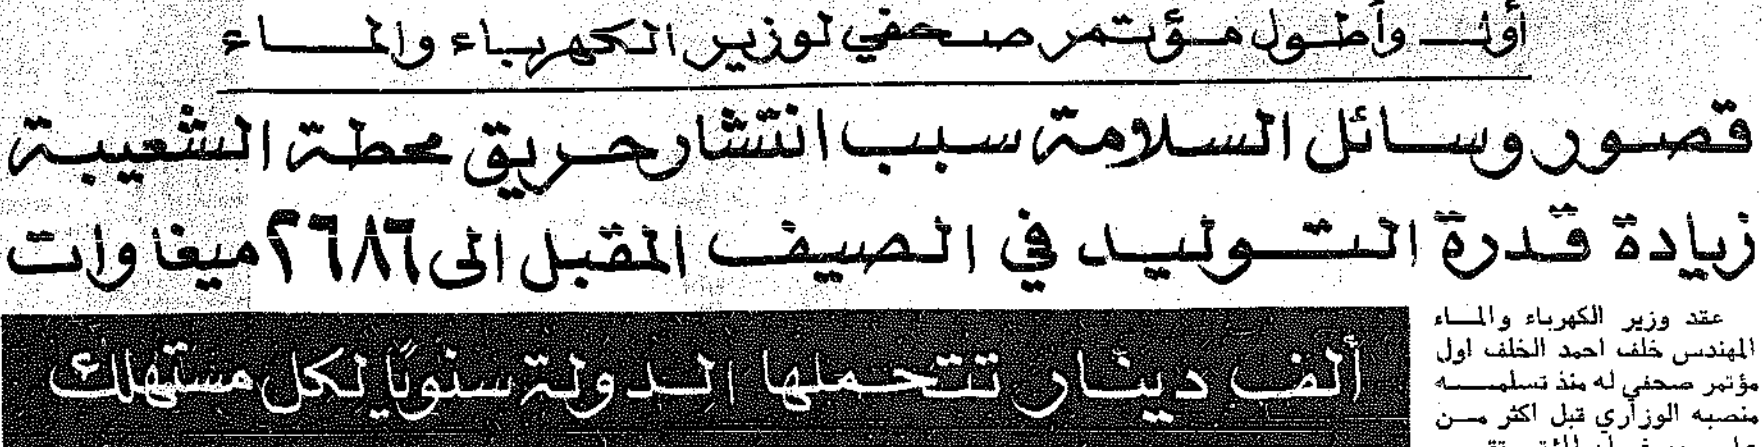 أول وأطول مؤتمر صحفي لوزير الكهرباء والماء
قصور وسائل السلامة سبب انتشار حريق محطة الشعيبة
زيادة قدرة التوليد في الصيف المقبل الى ٢٦٨٦ ميغاوات
ألف دينار تتحملها الدولة سنوياً لكل مستهلك
عقد وزير الكهرباء والماء
المهندس خلف احمد الخلف اول
مؤتمر صحفي له منذ تسلمه
منصبه الوزاري قبل اكثر من